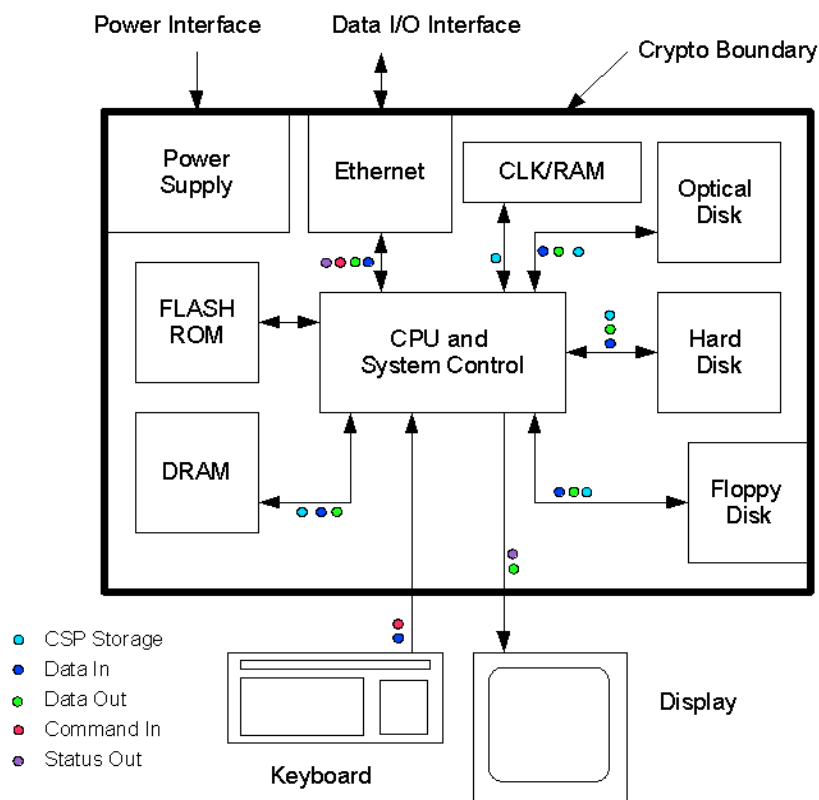 Power Interface
Data I/O Interface
Crypto Boundary
Power
Supply
Ethernet
CLK/RAM
Optical
Disk
FLASH
ROM
CPU and
System Control
Hard
Disk
DRAM
Floppy
Disk
CSP Storage
Data In
Data Out
Command In
Status Out
Keyboard
Display